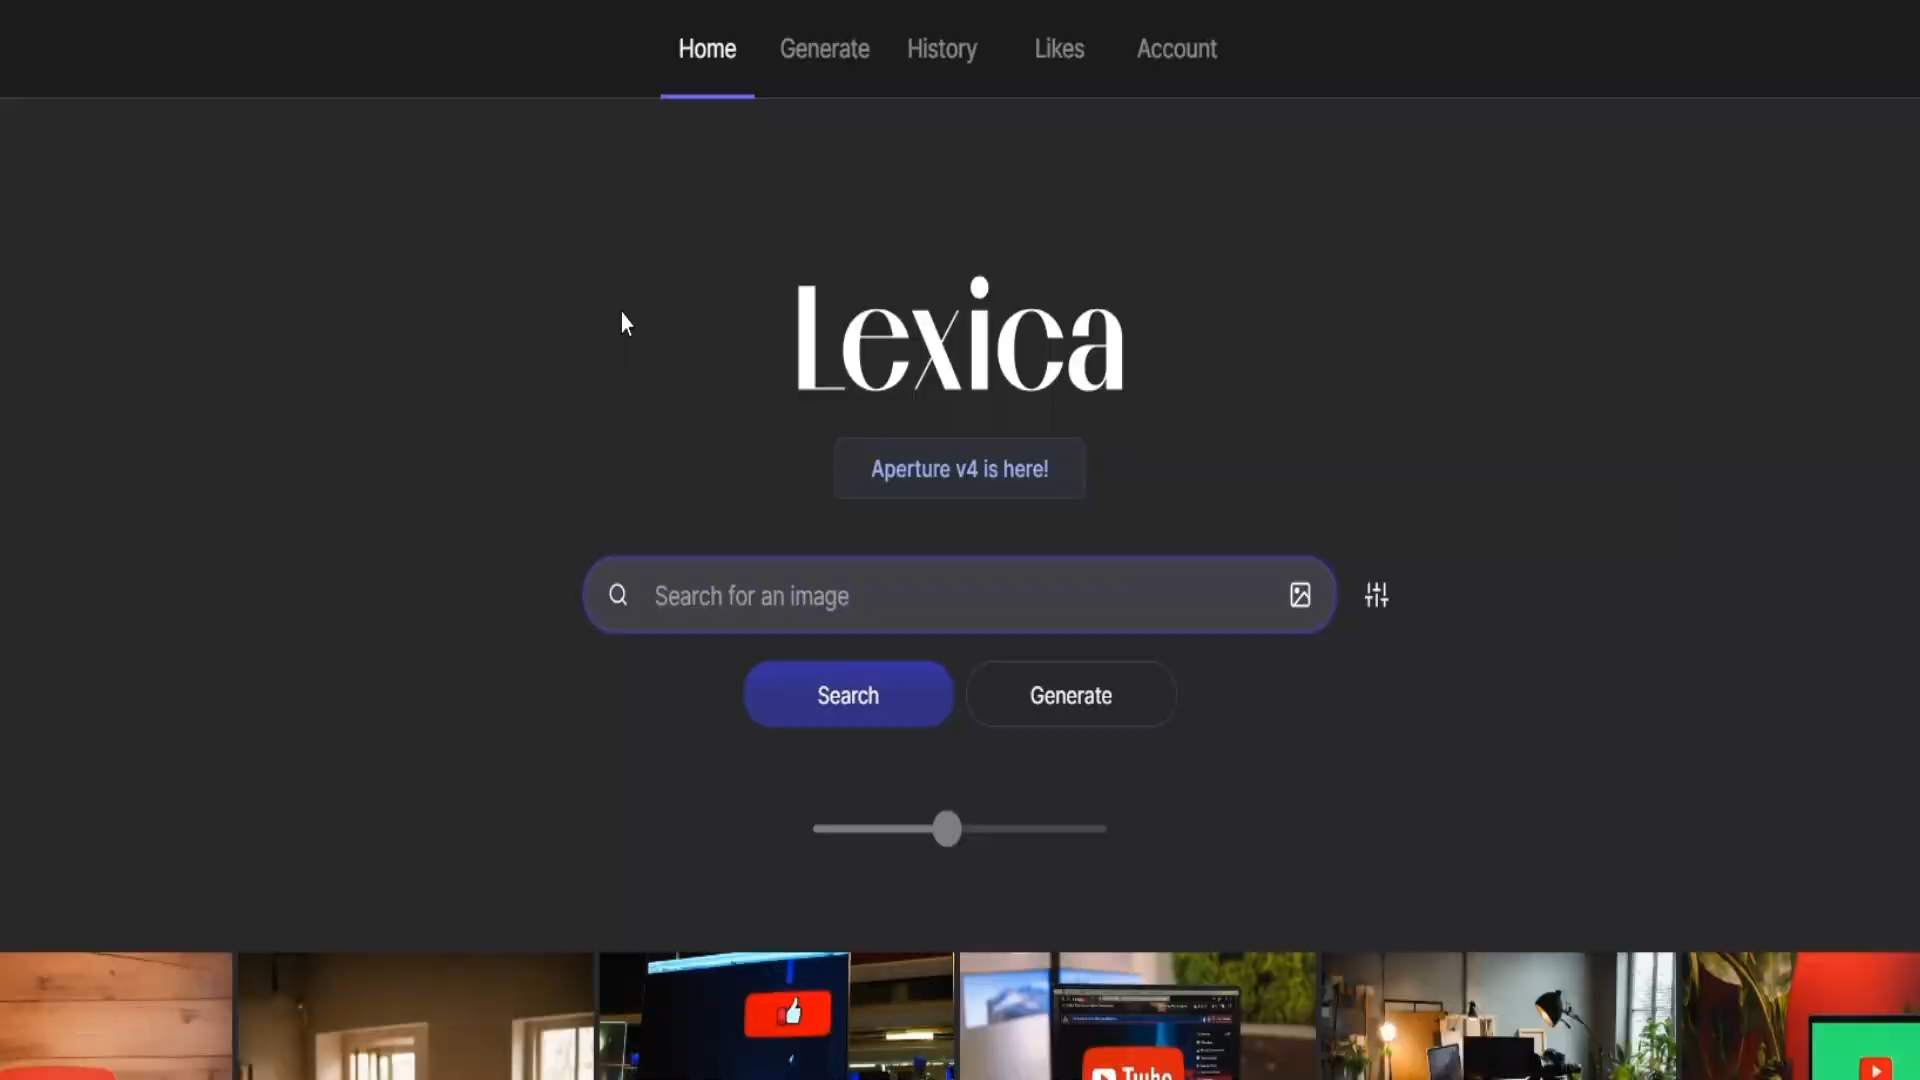 Home Generate History Likes Account
Lexica
Aperture v4 is here!
Search for an image
Search Generate